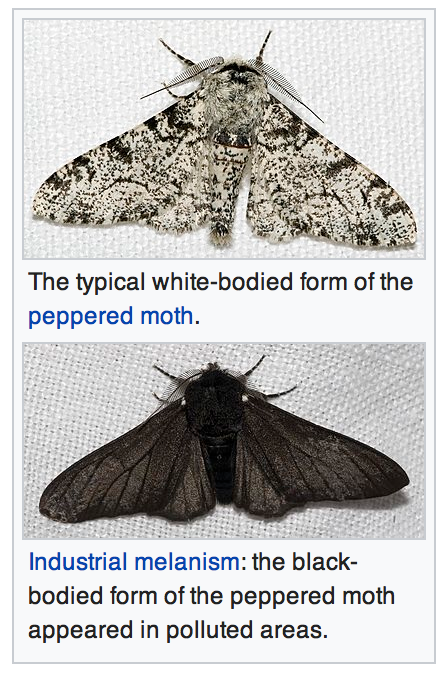 The typical white-bodied form of the
peppered moth.
Industrial melanism: the black-
bodied form of the peppered moth
appeared in polluted areas.